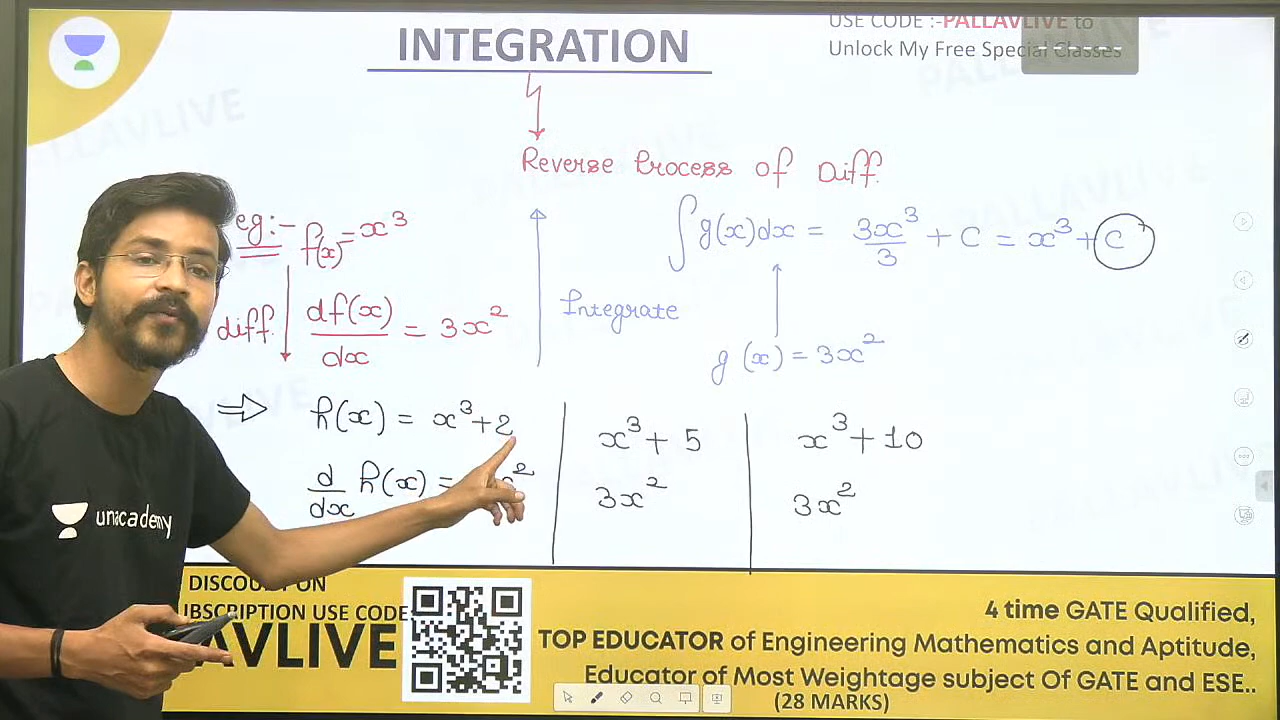 INTEGRATION
USE CODE :-PALLAVLIVE to
Unlock My Free Special Classes
Reverse Process of Diff.
eg:- f(x) = x³
∫g(x)dx = 3x³/3 + C = x³ + C
diff. df(x)/dx = 3x²
Integrate
g(x) = 3x²
⇒ h(x) = x³+2
x³ + 5
x³ + 10
d/dx h(x) =
3x²
3x²
unacademy
DISCOUNT ON
IBSCRIPTION USE CODE:
AVLIVE
4 time GATE Qualified,
TOP EDUCATOR of Engineering Mathematics and Aptitude,
Educator of Most Weightage subject Of GATE and ESE..
(28 MARKS)